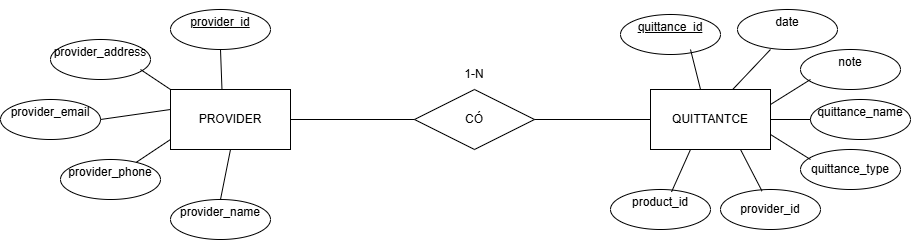 provider_id
date
quittance_id
provider_address
note
1-N
provider_email
quittance_name
PROVIDER
CÓ
QUITTANTCE
provider_phone
quittance_type
product_id
provider_name
provider_id